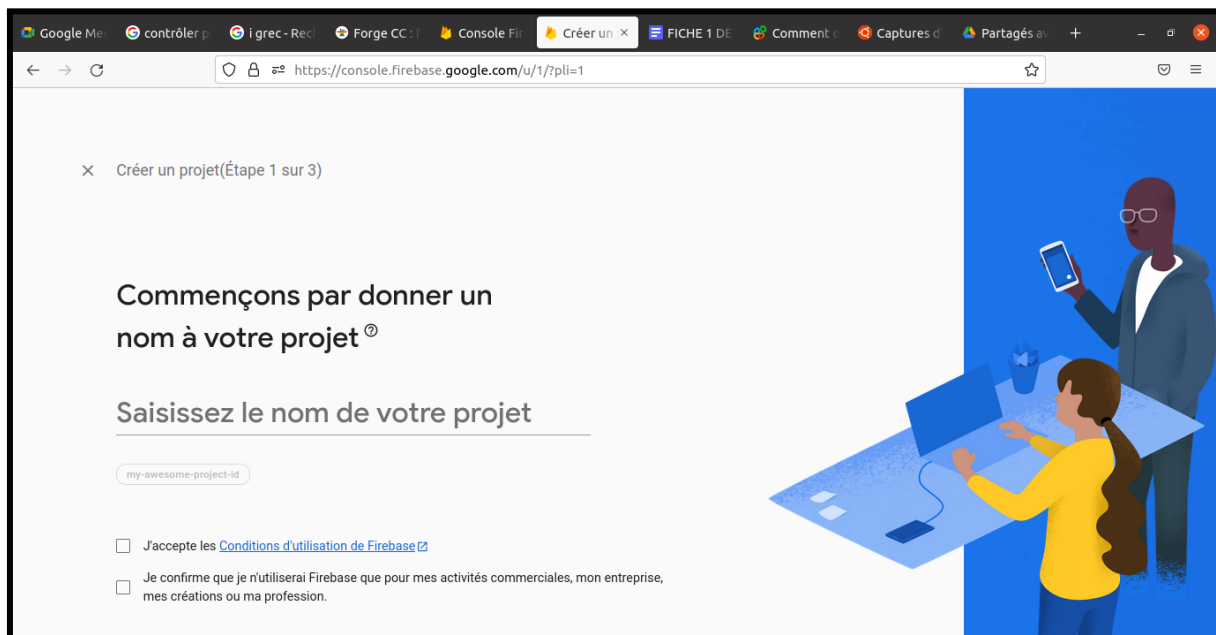 Google Me
contrôler p
i grec - Rec
Forge CC :
Console Fir
Créer un
FICHE 1 DE
Comment
Captures d'
Partagés av
https://console.firebase.google.com/u/1/?pli=1
Créer un projet(Étape 1 sur 3)
Commençons par donner un
nom à votre projet
Saisissez le nom de votre projet
my-awesome-project-id
J'accepte les Conditions d'utilisation de Firebase
Je confirme que je n'utiliserai Firebase que pour mes activités commerciales, mon entreprise,
mes créations ou ma profession.